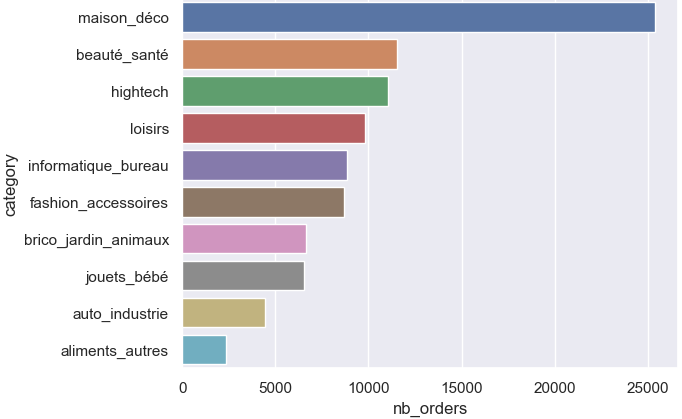 maison_déco
beauté_santé
hightech
loisirs
informatique_bureau
fashion_accessoires
brico_jardin_animaux
jouets_bébé
auto_industrie
aliments_autres
category
0 5000 10000 15000 20000 25000
nb_orders